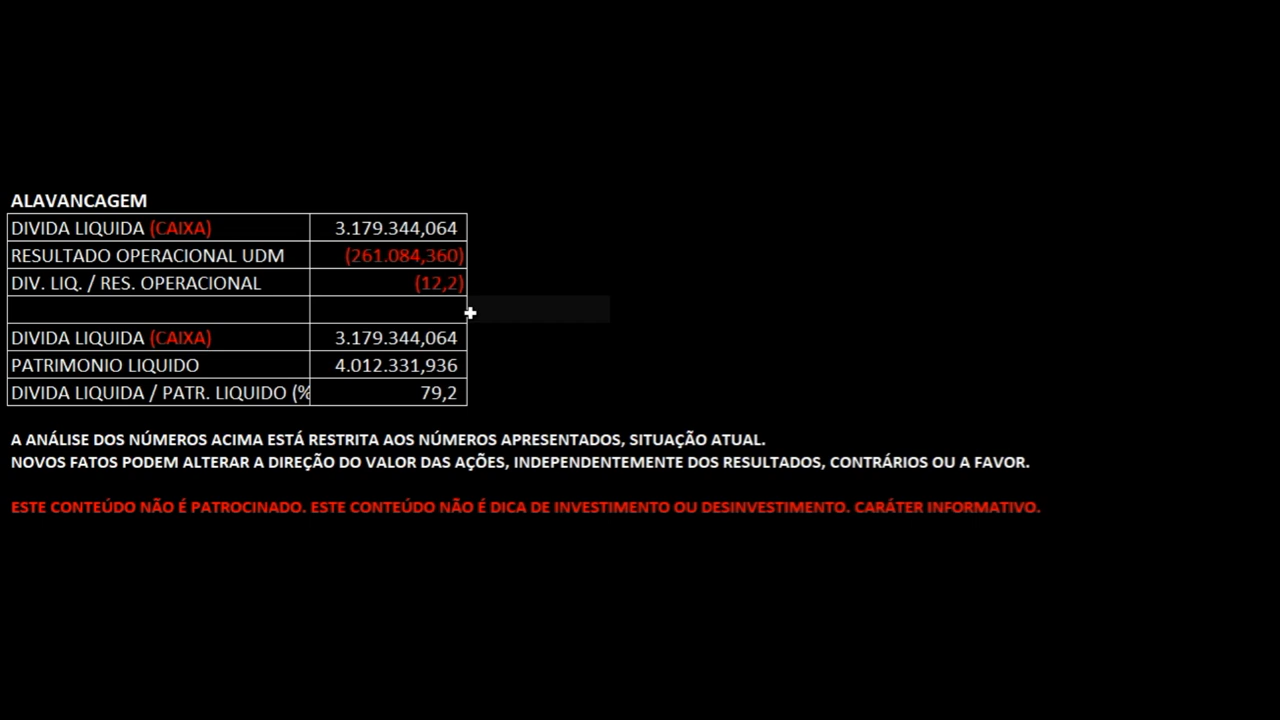 ALAVANCAGEM
DIVIDA LIQUIDA (CAIXA) 3.179.344,064
RESULTADO OPERACIONAL UDM (261.084,360)
DIV. LIQ. / RES. OPERACIONAL (12,2)
DIVIDA LIQUIDA (CAIXA) 3.179.344,064
PATRIMONIO LIQUIDO 4.012.331,936
DIVIDA LIQUIDA / PATR. LIQUIDO (% 79,2
A ANÁLISE DOS NÚMEROS ACIMA ESTÁ RESTRITA AOS NÚMEROS APRESENTADOS, SITUAÇÃO ATUAL.
NOVOS FATOS PODEM ALTERAR A DIREÇÃO DO VALOR DAS AÇÕES, INDEPENDENTEMENTE DOS RESULTADOS, CONTRÁRIOS OU A FAVOR.
ESTE CONTEÚDO NÃO É PATROCINADO. ESTE CONTEÚDO NÃO É DICA DE INVESTIMENTO OU DESINVESTIMENTO. CARÁTER INFORMATIVO.